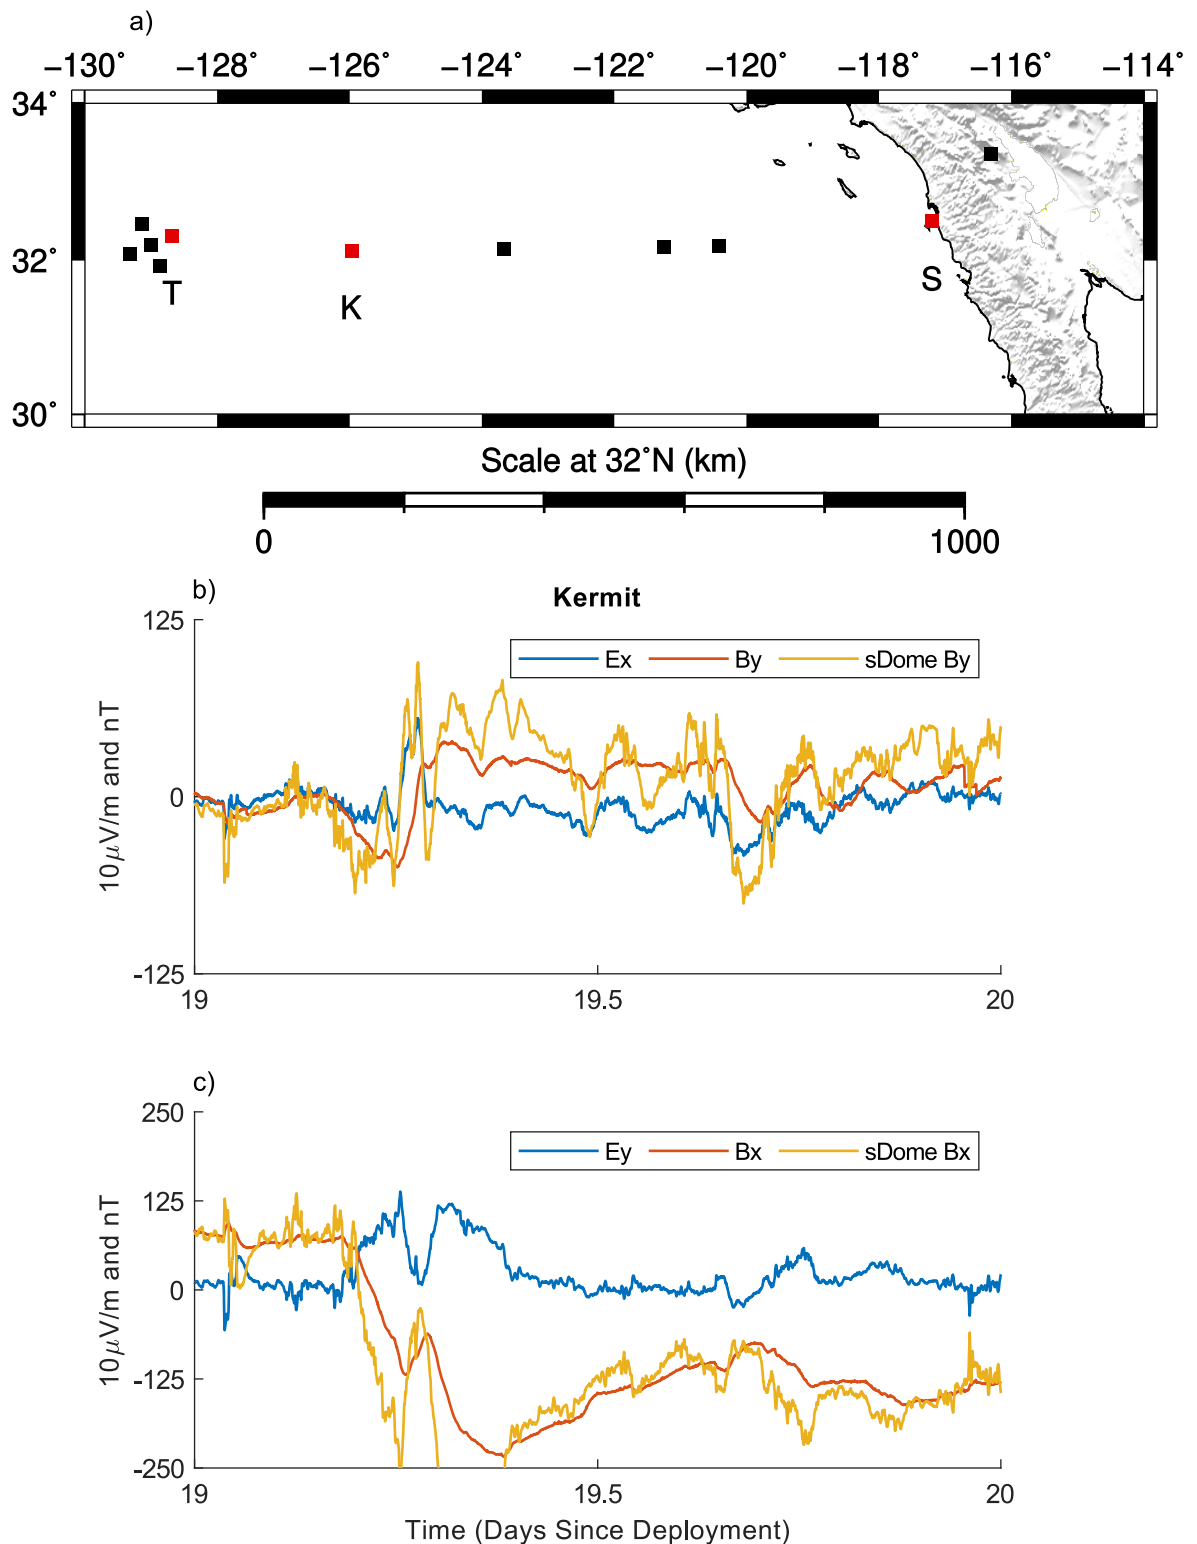 a)
−130˚ −128˚ −126˚ −124˚ −122˚ −120˚ −118˚ −116˚ −114˚
34˚
32˚
30˚
T
K
S
Scale at 32˚N (km)
0 1000
b)
Kermit
125
0
-125
10μV/m and nT
Ex By sDome By
19 19.5 20
c)
250
125
0
-125
-250
10μV/m and nT
Ey Bx sDome Bx
19 19.5 20
Time (Days Since Deployment)